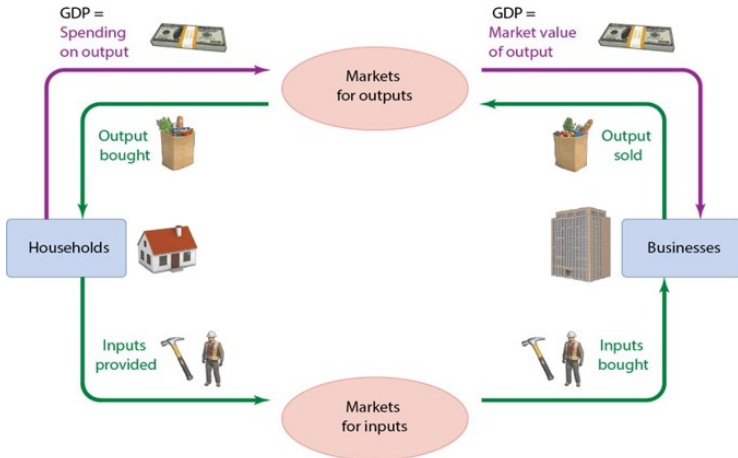 GDP =
Spending
on output
GDP =
Market value
of output
Markets
for outputs
Output
bought
Output
sold
Households
Businesses
Inputs
provided
Inputs
bought
Markets
for inputs